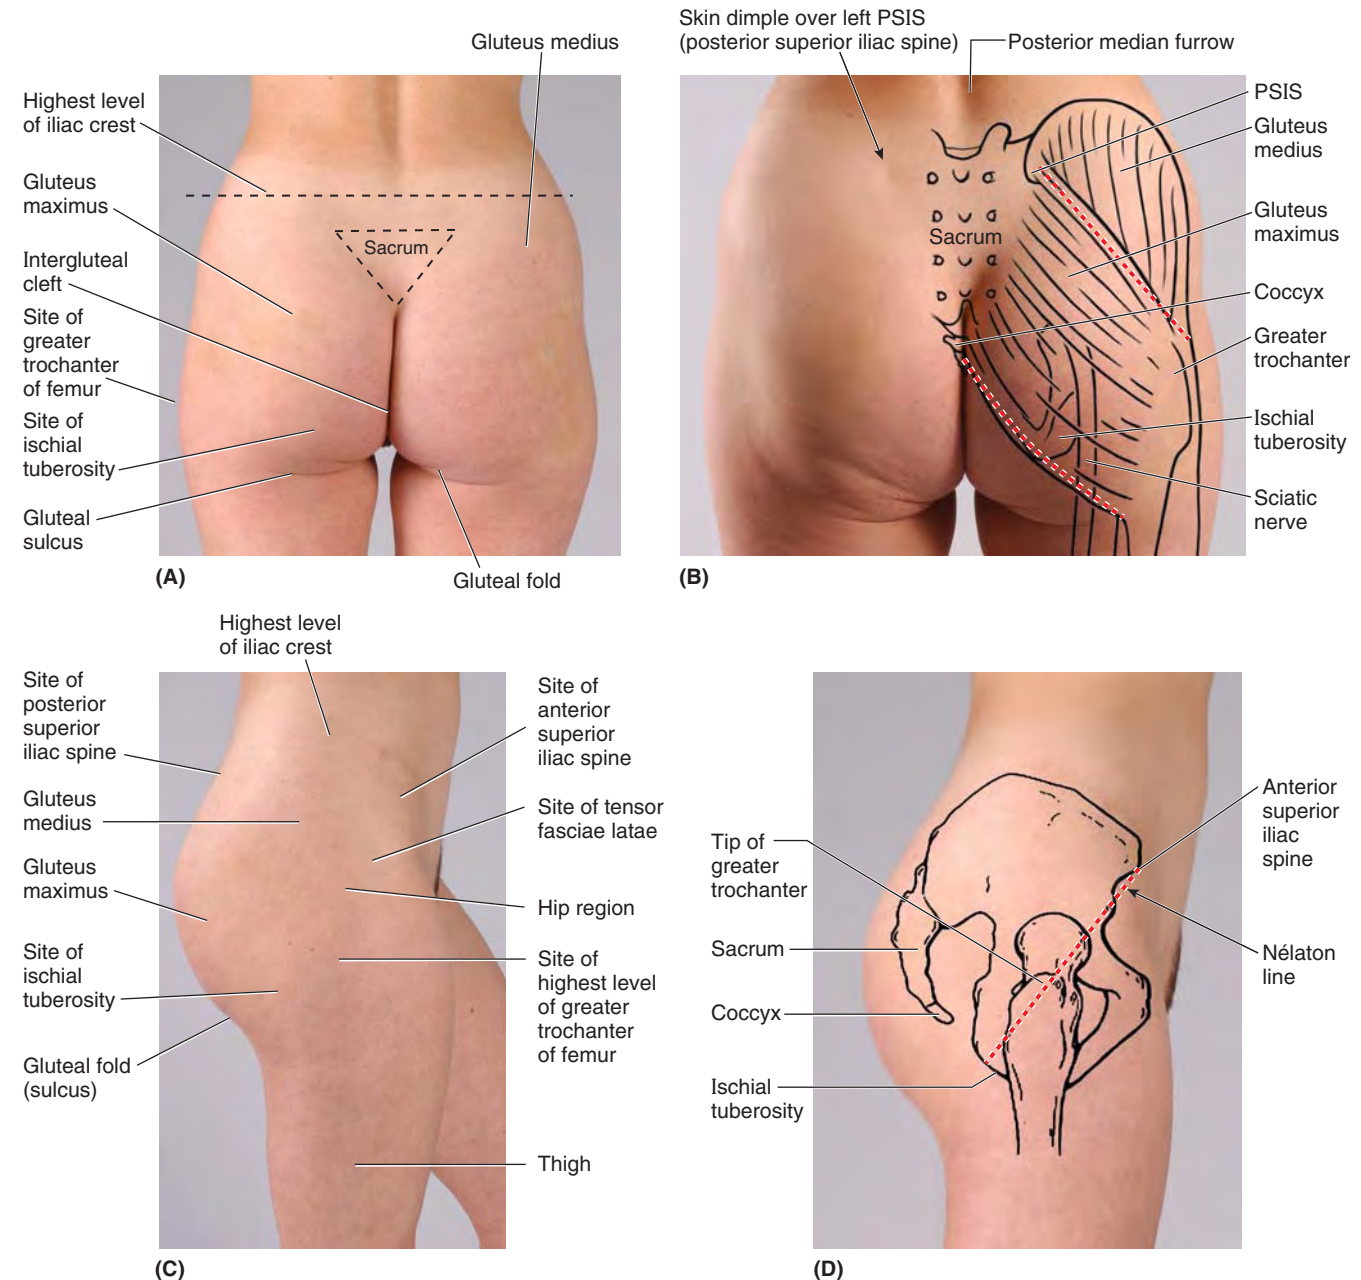 Gluteus medius
Highest level
of iliac crest
Gluteus
maximus
Intergluteal
cleft
Site of
greater
trochanter
of femur
Site of
ischial
tuberosity
Gluteal
sulcus
Sacrum
Gluteal fold
(A)
Skin dimple over left PSIS
(posterior superior iliac spine)
Posterior median furrow
PSIS
Gluteus
medius
Gluteus
maximus
Sacrum
Coccyx
Greater
trochanter
Ischial
tuberosity
Sciatic
nerve
(B)
Highest level
of iliac crest
Site of
posterior
superior
iliac spine
Gluteus
medius
Gluteus
maximus
Site of
ischial
tuberosity
Gluteal fold
(sulcus)
Site of
anterior
superior
iliac spine
Site of tensor
fasciae latae
Hip region
Site of
highest level
of greater
trochanter
of femur
Thigh
(C)
Tip of
greater
trochanter
Sacrum
Coccyx
Ischial
tuberosity
Anterior
superior
iliac
spine
Nélaton
line
(D)